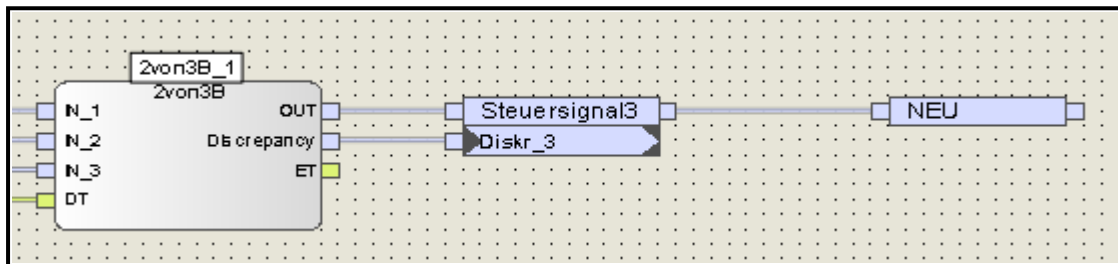 2von3B_1
2von3B
IN_1 OUT Steuersignal3 NEU
IN_2 Discrepancy Diskr_3
IN_3 ET
DT